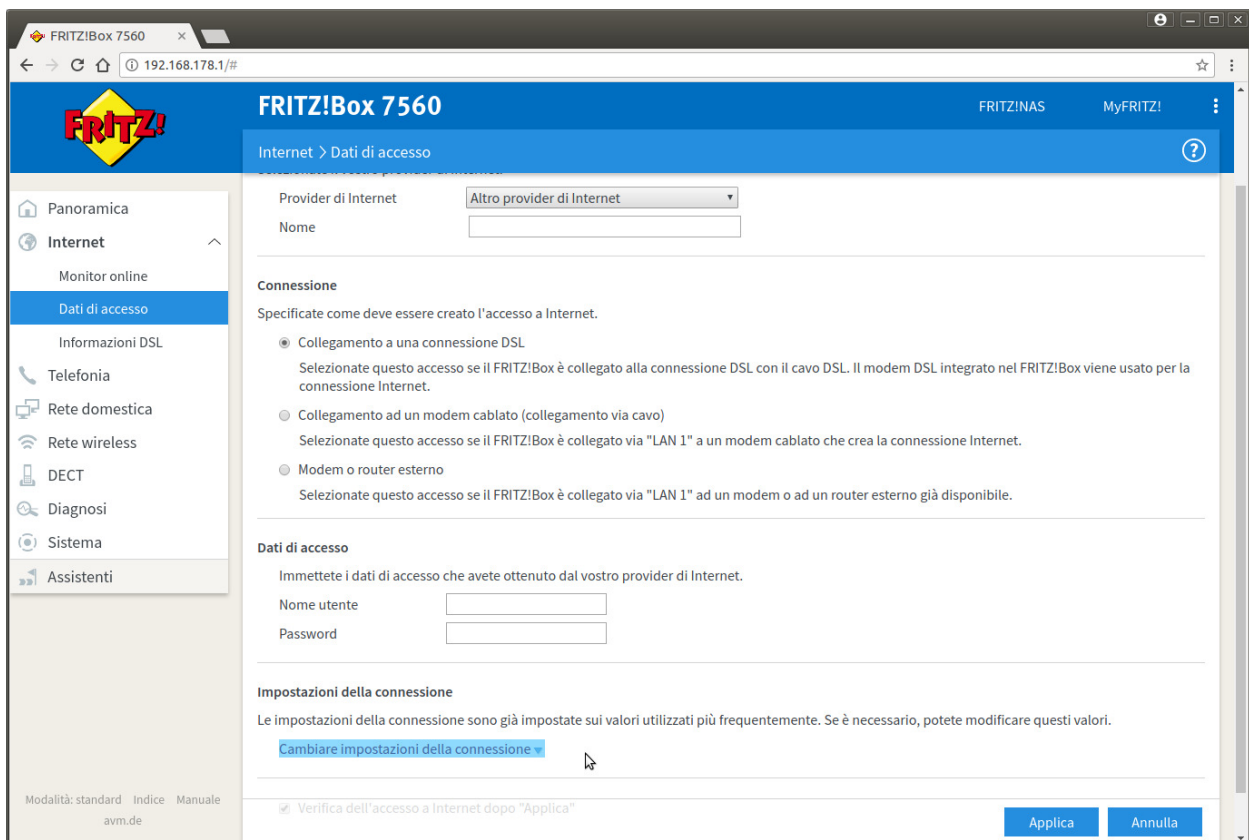 FRITZ!Box 7560
192.168.178.1/#
FRITZ!
FRITZ!Box 7560
FRITZ!NAS
MyFRITZ!
Internet > Dati di accesso
?
Panoramica
Internet
Monitor online
Dati di accesso
Informazioni DSL
Telefonia
Rete domestica
Rete wireless
DECT
Diagnosi
Sistema
Assistenti
Modalità: standard Indice Manuale
avm.de
Selezionate il vostro provider di Internet.
Provider di Internet Altro provider di Internet
Nome
Connessione
Specificate come deve essere creato l'accesso a Internet.
Collegamento a una connessione DSL
Selezionate questo accesso se il FRITZ!Box è collegato alla connessione DSL con il cavo DSL. Il modem DSL integrato nel FRITZ!Box viene usato per la
connessione Internet.
Collegamento ad un modem cablato (collegamento via cavo)
Selezionate questo accesso se il FRITZ!Box è collegato via "LAN 1" a un modem cablato che crea la connessione Internet.
Modem o router esterno
Selezionate questo accesso se il FRITZ!Box è collegato via "LAN 1" ad un modem o ad un router esterno già disponibile.
Dati di accesso
Immettete i dati di accesso che avete ottenuto dal vostro provider di Internet.
Nome utente
Password
Impostazioni della connessione
Le impostazioni della connessione sono già impostate sui valori utilizzati più frequentemente. Se è necessario, potete modificare questi valori.
Cambiare impostazioni della connessione
Verifica dell'accesso a Internet dopo "Applica"
Applica
Annulla